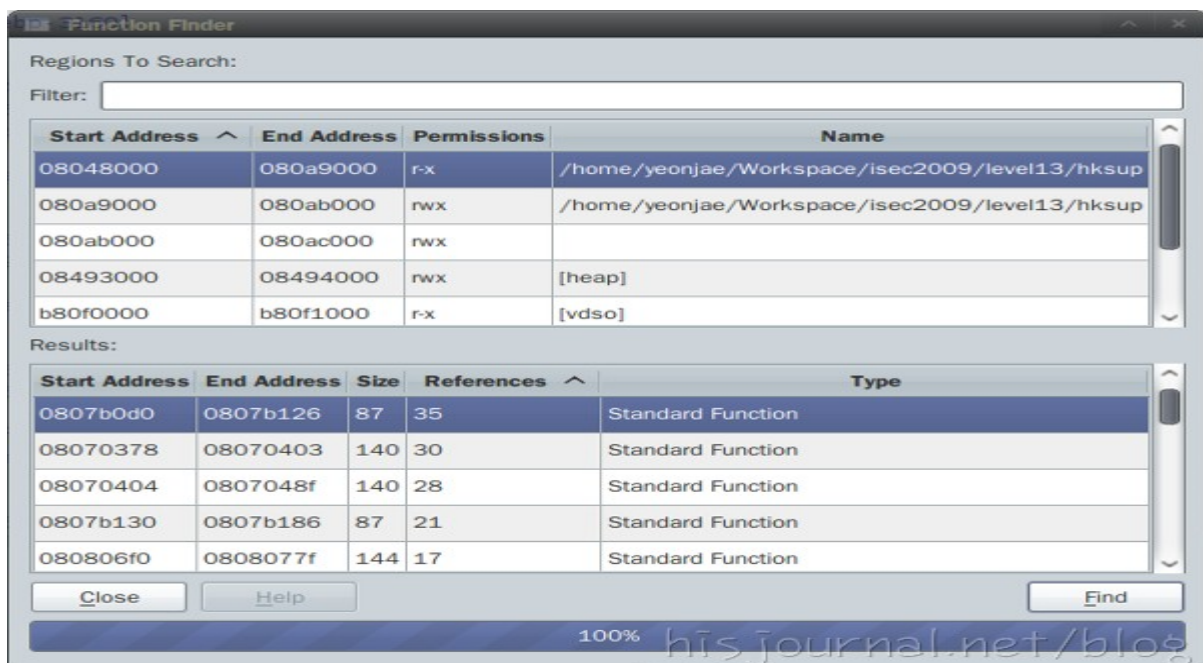 Function Finder
Regions To Search:
Filter:
Start Address End Address Permissions Name
08048000 080a9000 r-x /home/yeonjae/Workspace/isec2009/level13/hksup
080a9000 080ab000 rwx /home/yeonjae/Workspace/isec2009/level13/hksup
080ab000 080ac000 rwx
08493000 08494000 rwx [heap]
b80f0000 b80f1000 r-x [vdso]
Results:
Start Address End Address Size References Type
0807b0d0 0807b126 87 35 Standard Function
08070378 08070403 140 30 Standard Function
08070404 0807048f 140 28 Standard Function
0807b130 0807b186 87 21 Standard Function
080806f0 0808077f 144 17 Standard Function
Close Help Find
100%
hisjournal.net/blog